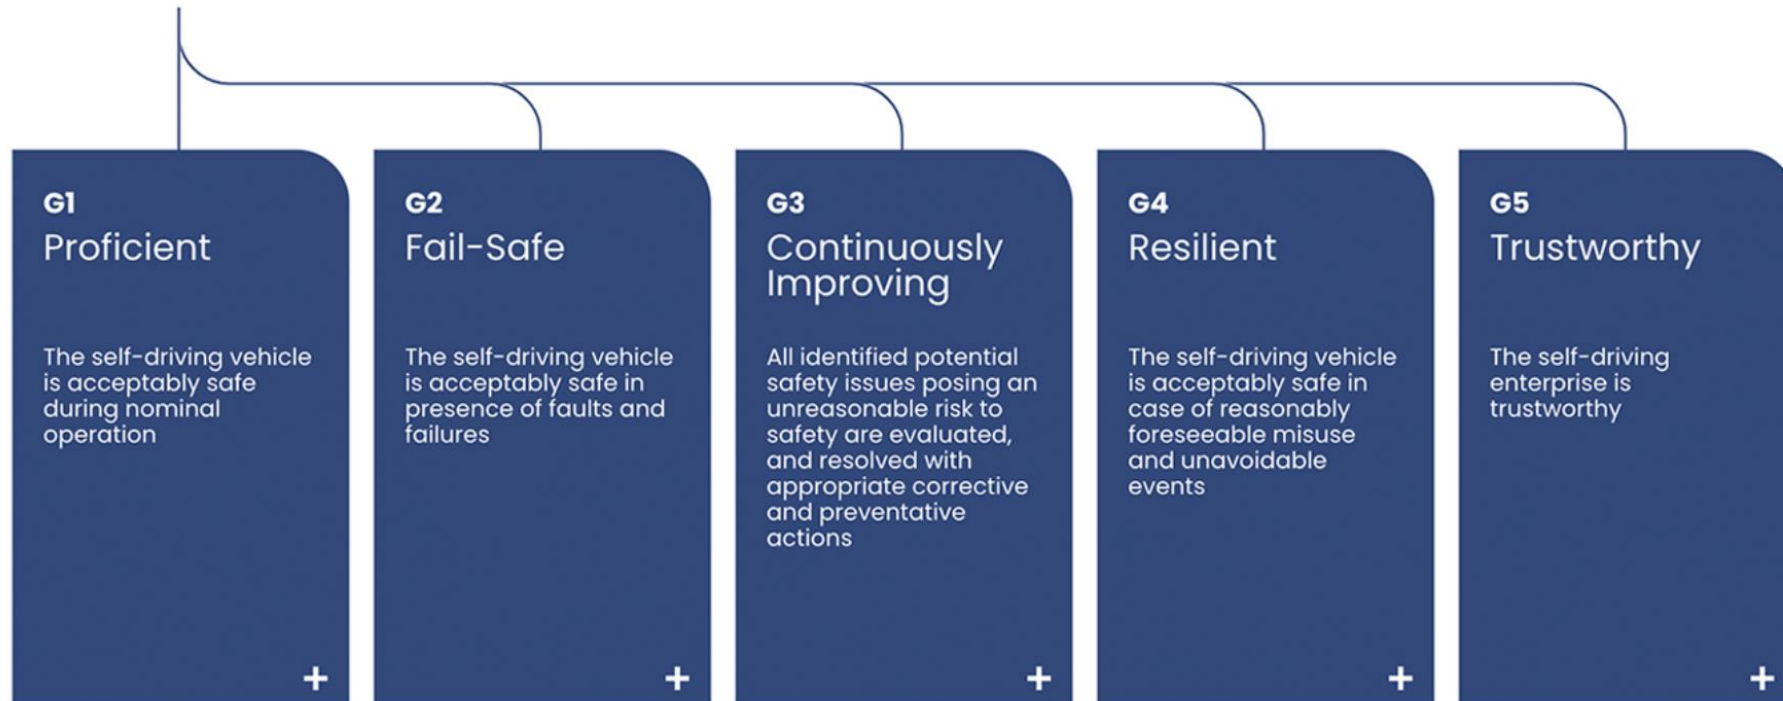 G1
Proficient
The self-driving vehicle
is acceptably safe
during nominal
operation
+
G2
Fail-Safe
The self-driving vehicle
is acceptably safe in
presence of faults and
failures
+
G3
Continuously
Improving
All identified potential
safety issues posing an
unreasonable risk to
safety are evaluated,
and resolved with
appropriate corrective
and preventative
actions
+
G4
Resilient
The self-driving vehicle
is acceptably safe in
case of reasonably
foreseeable misuse
and unavoidable
events
+
G5
Trustworthy
The self-driving
enterprise is
trustworthy
+